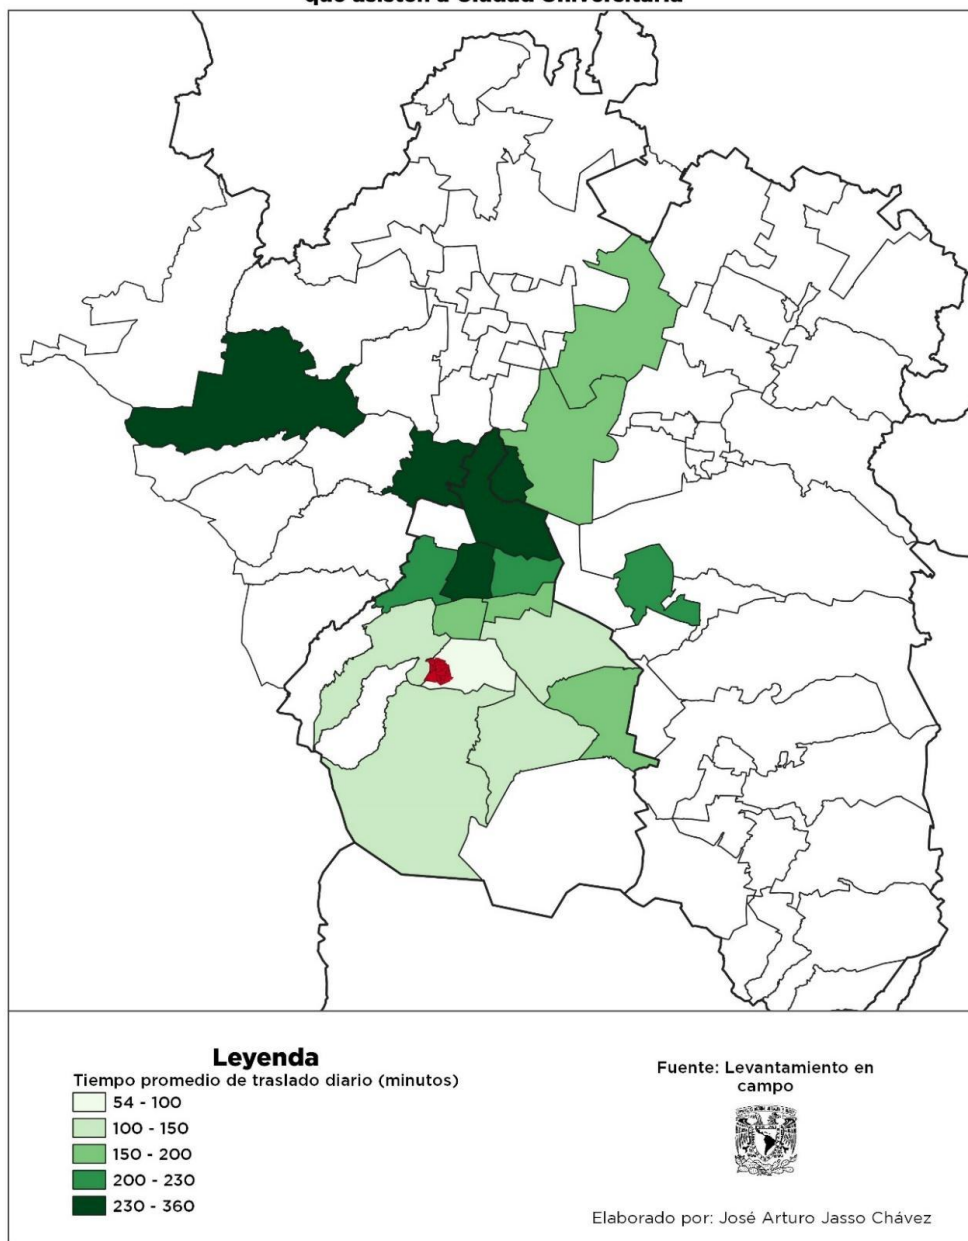 que asisten a Ciudad Universitaria
Leyenda
Tiempo promedio de traslado diario (minutos)
54 - 100
100 - 150
150 - 200
200 - 230
230 - 360
Fuente: Levantamiento en
campo
Elaborado por: José Arturo Jasso Chávez